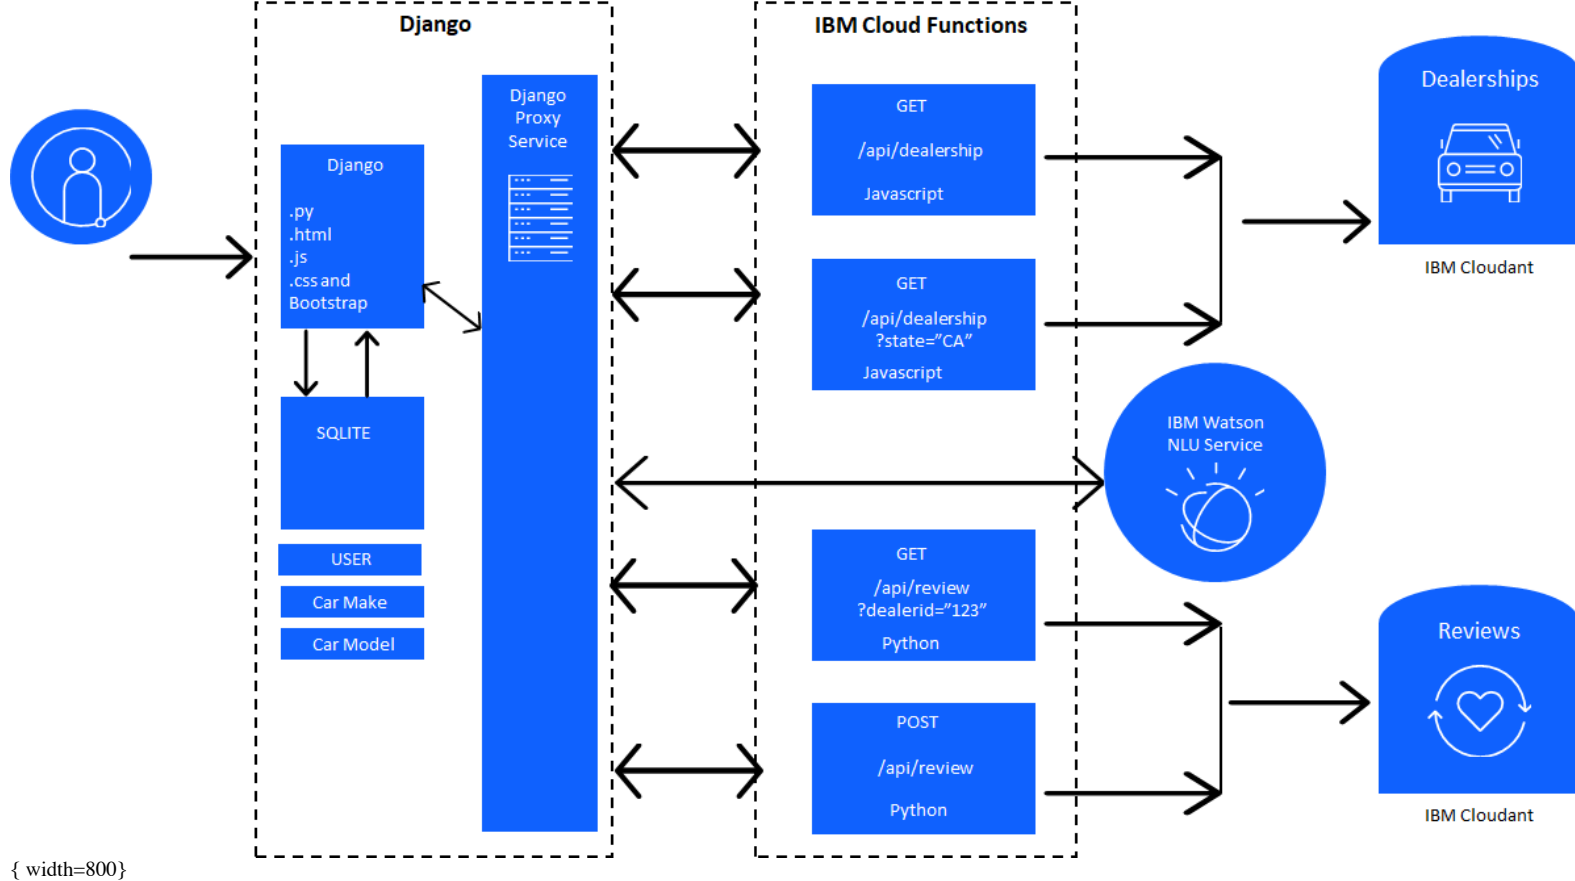 Django
IBM Cloud Functions
Django
.py
.html
.js
.css and
Bootstrap
SQLITE
USER
Car Make
Car Model
Django
Proxy
Service
GET
/api/dealership
Javascript
GET
/api/dealership
?state=”CA”
Javascript
IBM Watson
NLU Service
GET
/api/review
?dealerid=”123”
Python
POST
/api/review
Python
Dealerships
IBM Cloudant
Reviews
IBM Cloudant
{ width=800}